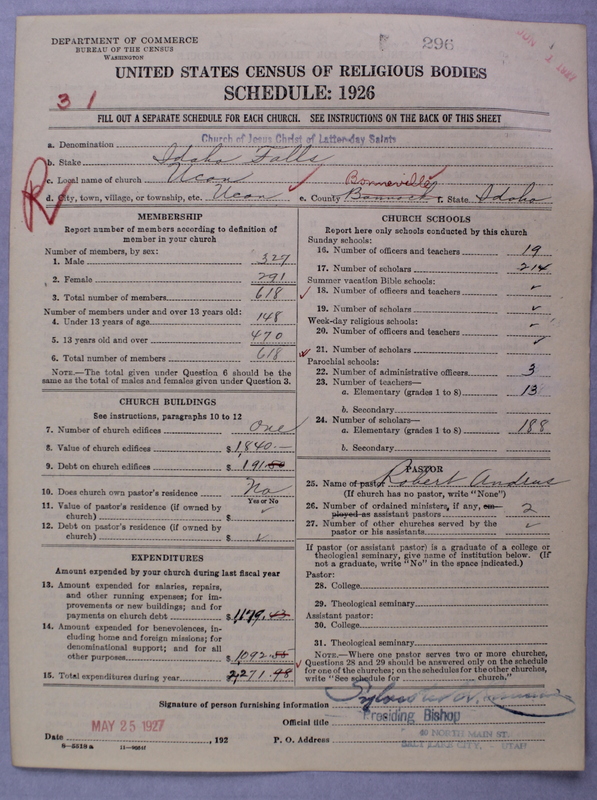 DEPARTMENT OF COMMERCE
BUREAU OF THE CENSUS
WASHINGTON
296
JUN 1 1927
UNITED STATES CENSUS OF RELIGIOUS BODIES
SCHEDULE: 1926
3 1
FILL OUT A SEPARATE SCHEDULE FOR EACH CHURCH. SEE INSTRUCTIONS ON THE BACK OF THIS SHEET
a. Denomination Church of Jesus Christ of Latter-day Saints
b. Stake Idaho Falls
c. Local name of church Ucon
R
Bonneville
d. City, town, village, or township, etc. Ucon e. County Bannock f. State Idaho
MEMBERSHIP
Report number of members according to definition of
member in your church
Number of members, by sex:
1. Male 327
2. Female 291
3. Total number of members 618
Number of members under and over 13 years old:
4. Under 13 years of age 148
5. 13 years old and over 470
6. Total number of members 618
NOTE.—The total given under Question 6 should be the
same as the total of males and females given under Question 3.
CHURCH BUILDINGS
See instructions, paragraphs 10 to 12
7. Number of church edifices One
8. Value of church edifices $1840.—
9. Debt on church edifices $191.50
10. Does church own pastor's residence No
Yes or No
11. Value of pastor's residence (if owned by
church) $
12. Debt on pastor's residence (if owned by
church) $
EXPENDITURES
Amount expended by your church during last fiscal year
13. Amount expended for salaries, repairs,
and other running expenses; for im-
provements or new buildings; and for
payments on church debt $1179.43
14. Amount expended for benevolences, in-
cluding home and foreign missions; for
denominational support; and for all
other purposes $1092.55
15. Total expenditures during year $2,271.98
CHURCH SCHOOLS
Report here only schools conducted by this church
Sunday schools:
16. Number of officers and teachers 19
17. Number of scholars 214
Summer vacation Bible schools:
18. Number of officers and teachers
19. Number of scholars
Week-day religious schools:
20. Number of officers and teachers
21. Number of scholars
Parochial schools:
22. Number of administrative officers 3
23. Number of teachers—
a. Elementary (grades 1 to 8) 13
b. Secondary
24. Number of scholars—
a. Elementary (grades 1 to 8) 188
b. Secondary
PASTOR
25. Name of pastor Robert Andrus
(If church has no pastor, write "None")
26. Number of ordained ministers, if any, em-
ployed as assistant pastors 2
27. Number of other churches served by the
pastor or his assistants
If pastor (or assistant pastor) is a graduate of a college or
theological seminary, give name of institution below. (If
not a graduate, write "No" in the space indicated.)
Pastor:
28. College
29. Theological seminary
Assistant pastor:
30. College
31. Theological seminary
NOTE.—Where one pastor serves two or more churches,
Questions 28 and 29 should be answered only on the schedule
for one of the churches; on the schedules for the other churches,
write "See schedule for church."
Signature of person furnishing information Sylvester Q. Cannon
Official title Presiding Bishop
Date MAY 25 1927, 192 P. O. Address 40 NORTH MAIN ST.
SALT LAKE CITY, UTAH